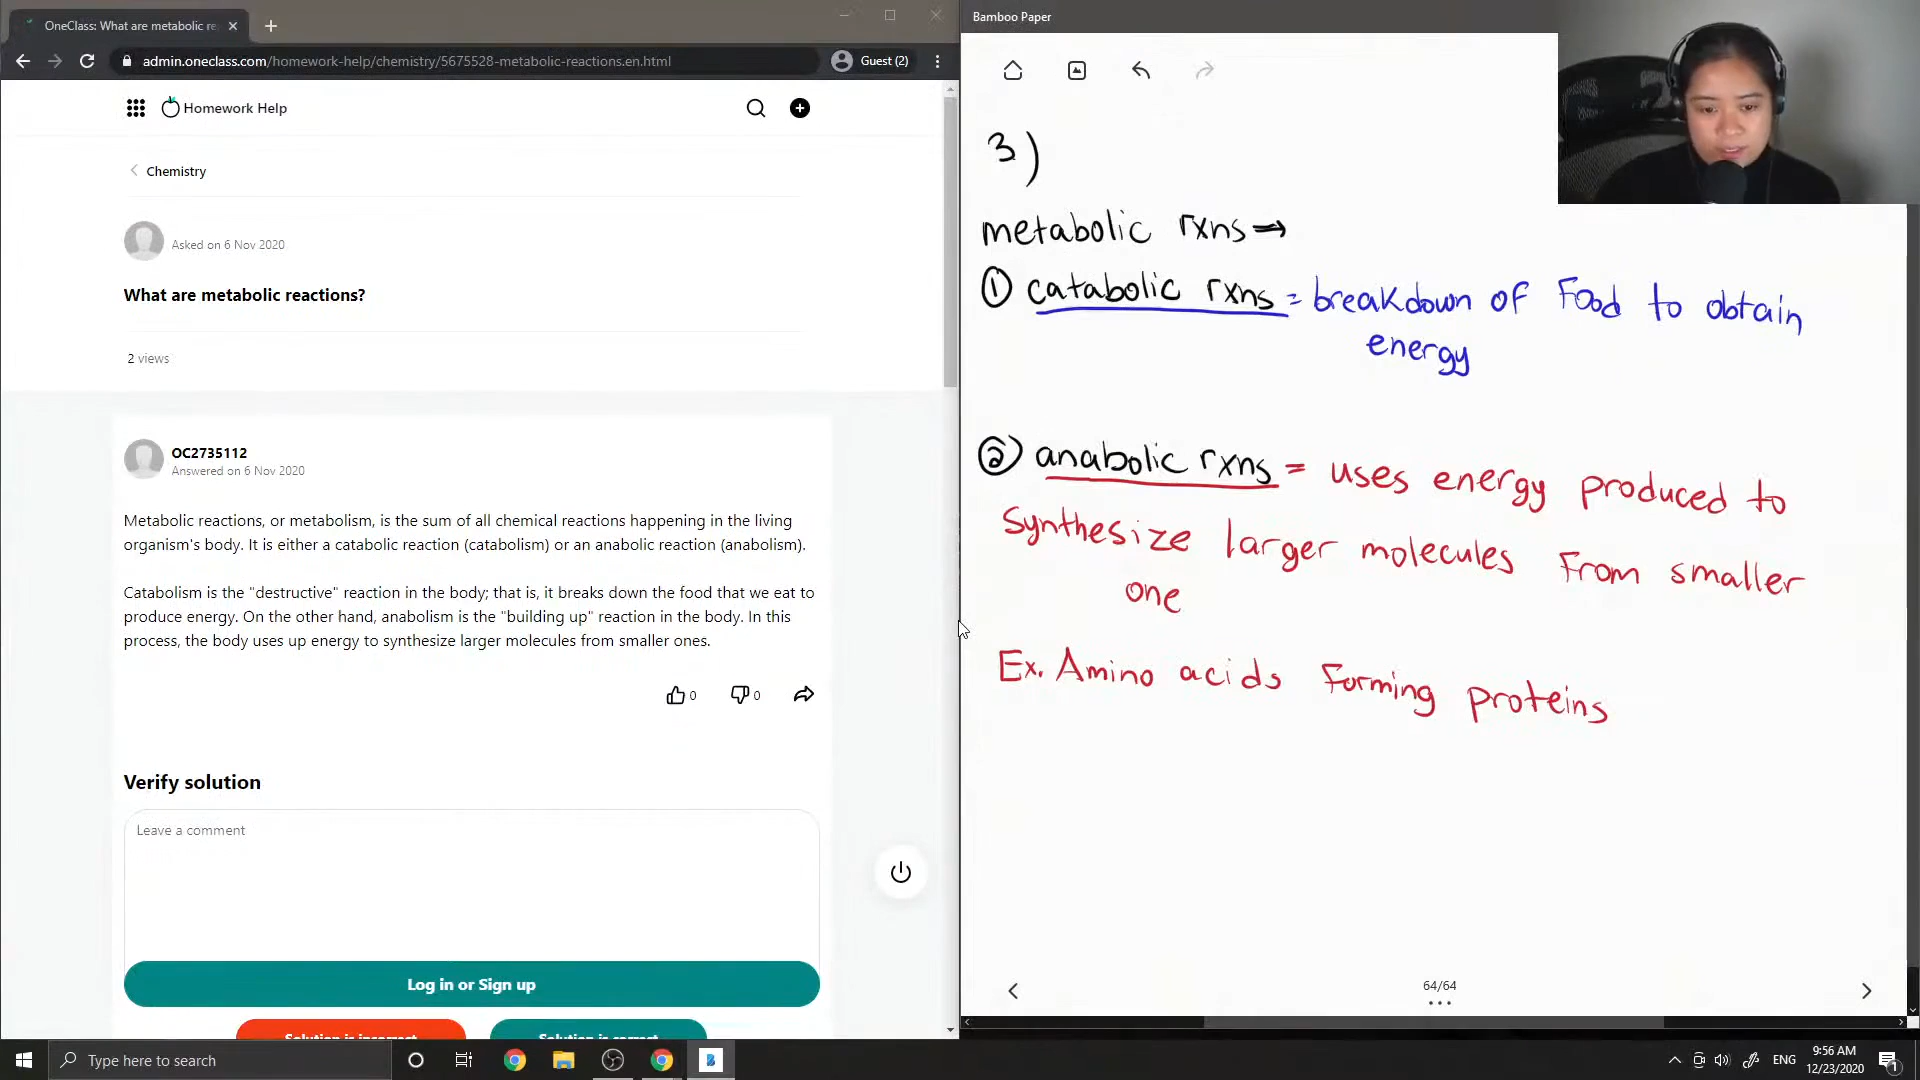 OneClass: What are metabolic re
admin.oneclass.com/homework-help/chemistry/5675528-metabolic-reactions.en.html
Guest (2)
Homework Help
Chemistry
Asked on 6 Nov 2020
What are metabolic reactions?
2 views
OC2735112
Answered on 6 Nov 2020
Metabolic reactions, or metabolism, is the sum of all chemical reactions happening in the living
organism's body. It is either a catabolic reaction (catabolism) or an anabolic reaction (anabolism).
Catabolism is the "destructive" reaction in the body; that is, it breaks down the food that we eat to
produce energy. On the other hand, anabolism is the "building up" reaction in the body. In this
process, the body uses up energy to synthesize larger molecules from smaller ones.
0 0
Verify solution
Leave a comment
Log in or Sign up
Solution is incorrect Solution is correct
Bamboo Paper
3)
metabolic rxns →
① catabolic rxns = breakdown of Food to obtain
energy
② anabolic rxns = uses energy produced to
synthesize larger molecules From smaller
one
Ex. Amino acids Forming proteins
64/64
Type here to search
ENG
9:56 AM
12/23/2020
1